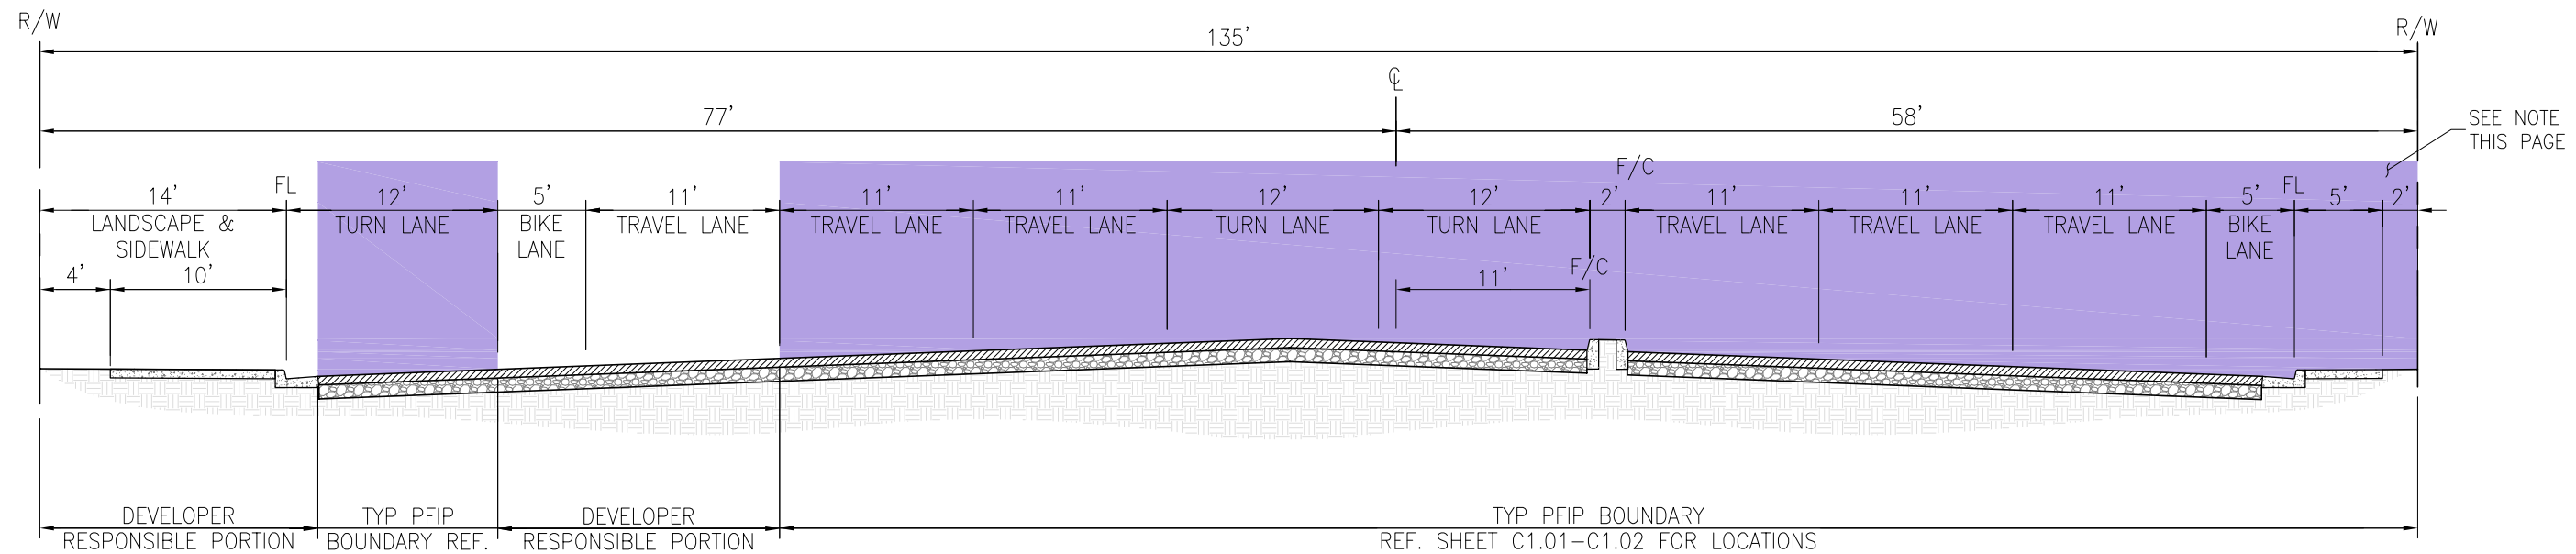 R/W
R/W
135'
℄
77'
58'
SEE NOTE
THIS PAGE
F/C
14'
FL
12'
5'
11'
11'
11'
12'
12'
2'
11'
11'
11'
5'
FL
5'
2'
LANDSCAPE &
SIDEWALK
TURN LANE
BIKE
LANE
TRAVEL LANE
TRAVEL LANE
TRAVEL LANE
TURN LANE
TURN LANE
TRAVEL LANE
TRAVEL LANE
TRAVEL LANE
BIKE
LANE
4'
10'
11'
F/C
DEVELOPER
RESPONSIBLE PORTION
TYP PFIP
BOUNDARY REF.
DEVELOPER
RESPONSIBLE PORTION
TYP PFIP BOUNDARY
REF. SHEET C1.01-C1.02 FOR LOCATIONS